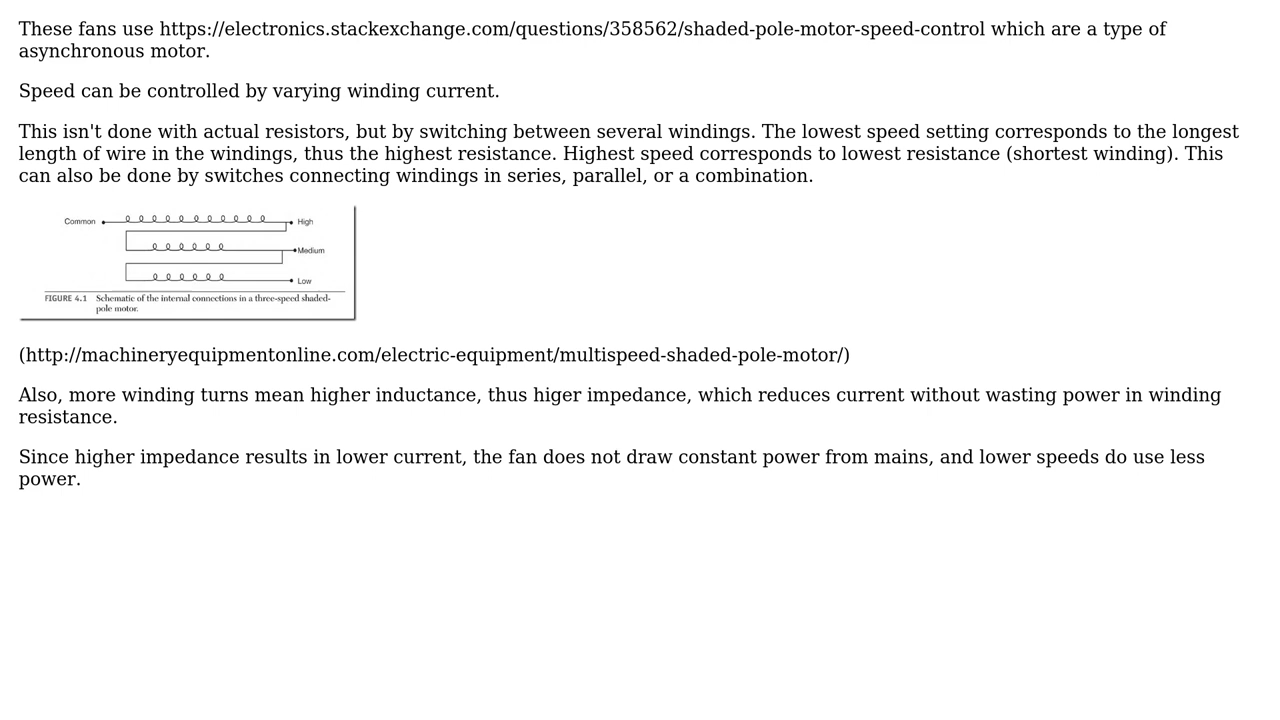 These fans use https://electronics.stackexchange.com/questions/358562/shaded-pole-motor-speed-control which are a type of
asynchronous motor.
Speed can be controlled by varying winding current.
This isn't done with actual resistors, but by switching between several windings. The lowest speed setting corresponds to the longest
length of wire in the windings, thus the highest resistance. Highest speed corresponds to lowest resistance (shortest winding). This
can also be done by switches connecting windings in series, parallel, or a combination.
Common High
Medium
Low
FIGURE 4.1 Schematic of the internal connections in a three-speed shaded-
pole motor.
(http://machineryequipmentonline.com/electric-equipment/multispeed-shaded-pole-motor/)
Also, more winding turns mean higher inductance, thus higer impedance, which reduces current without wasting power in winding
resistance.
Since higher impedance results in lower current, the fan does not draw constant power from mains, and lower speeds do use less
power.